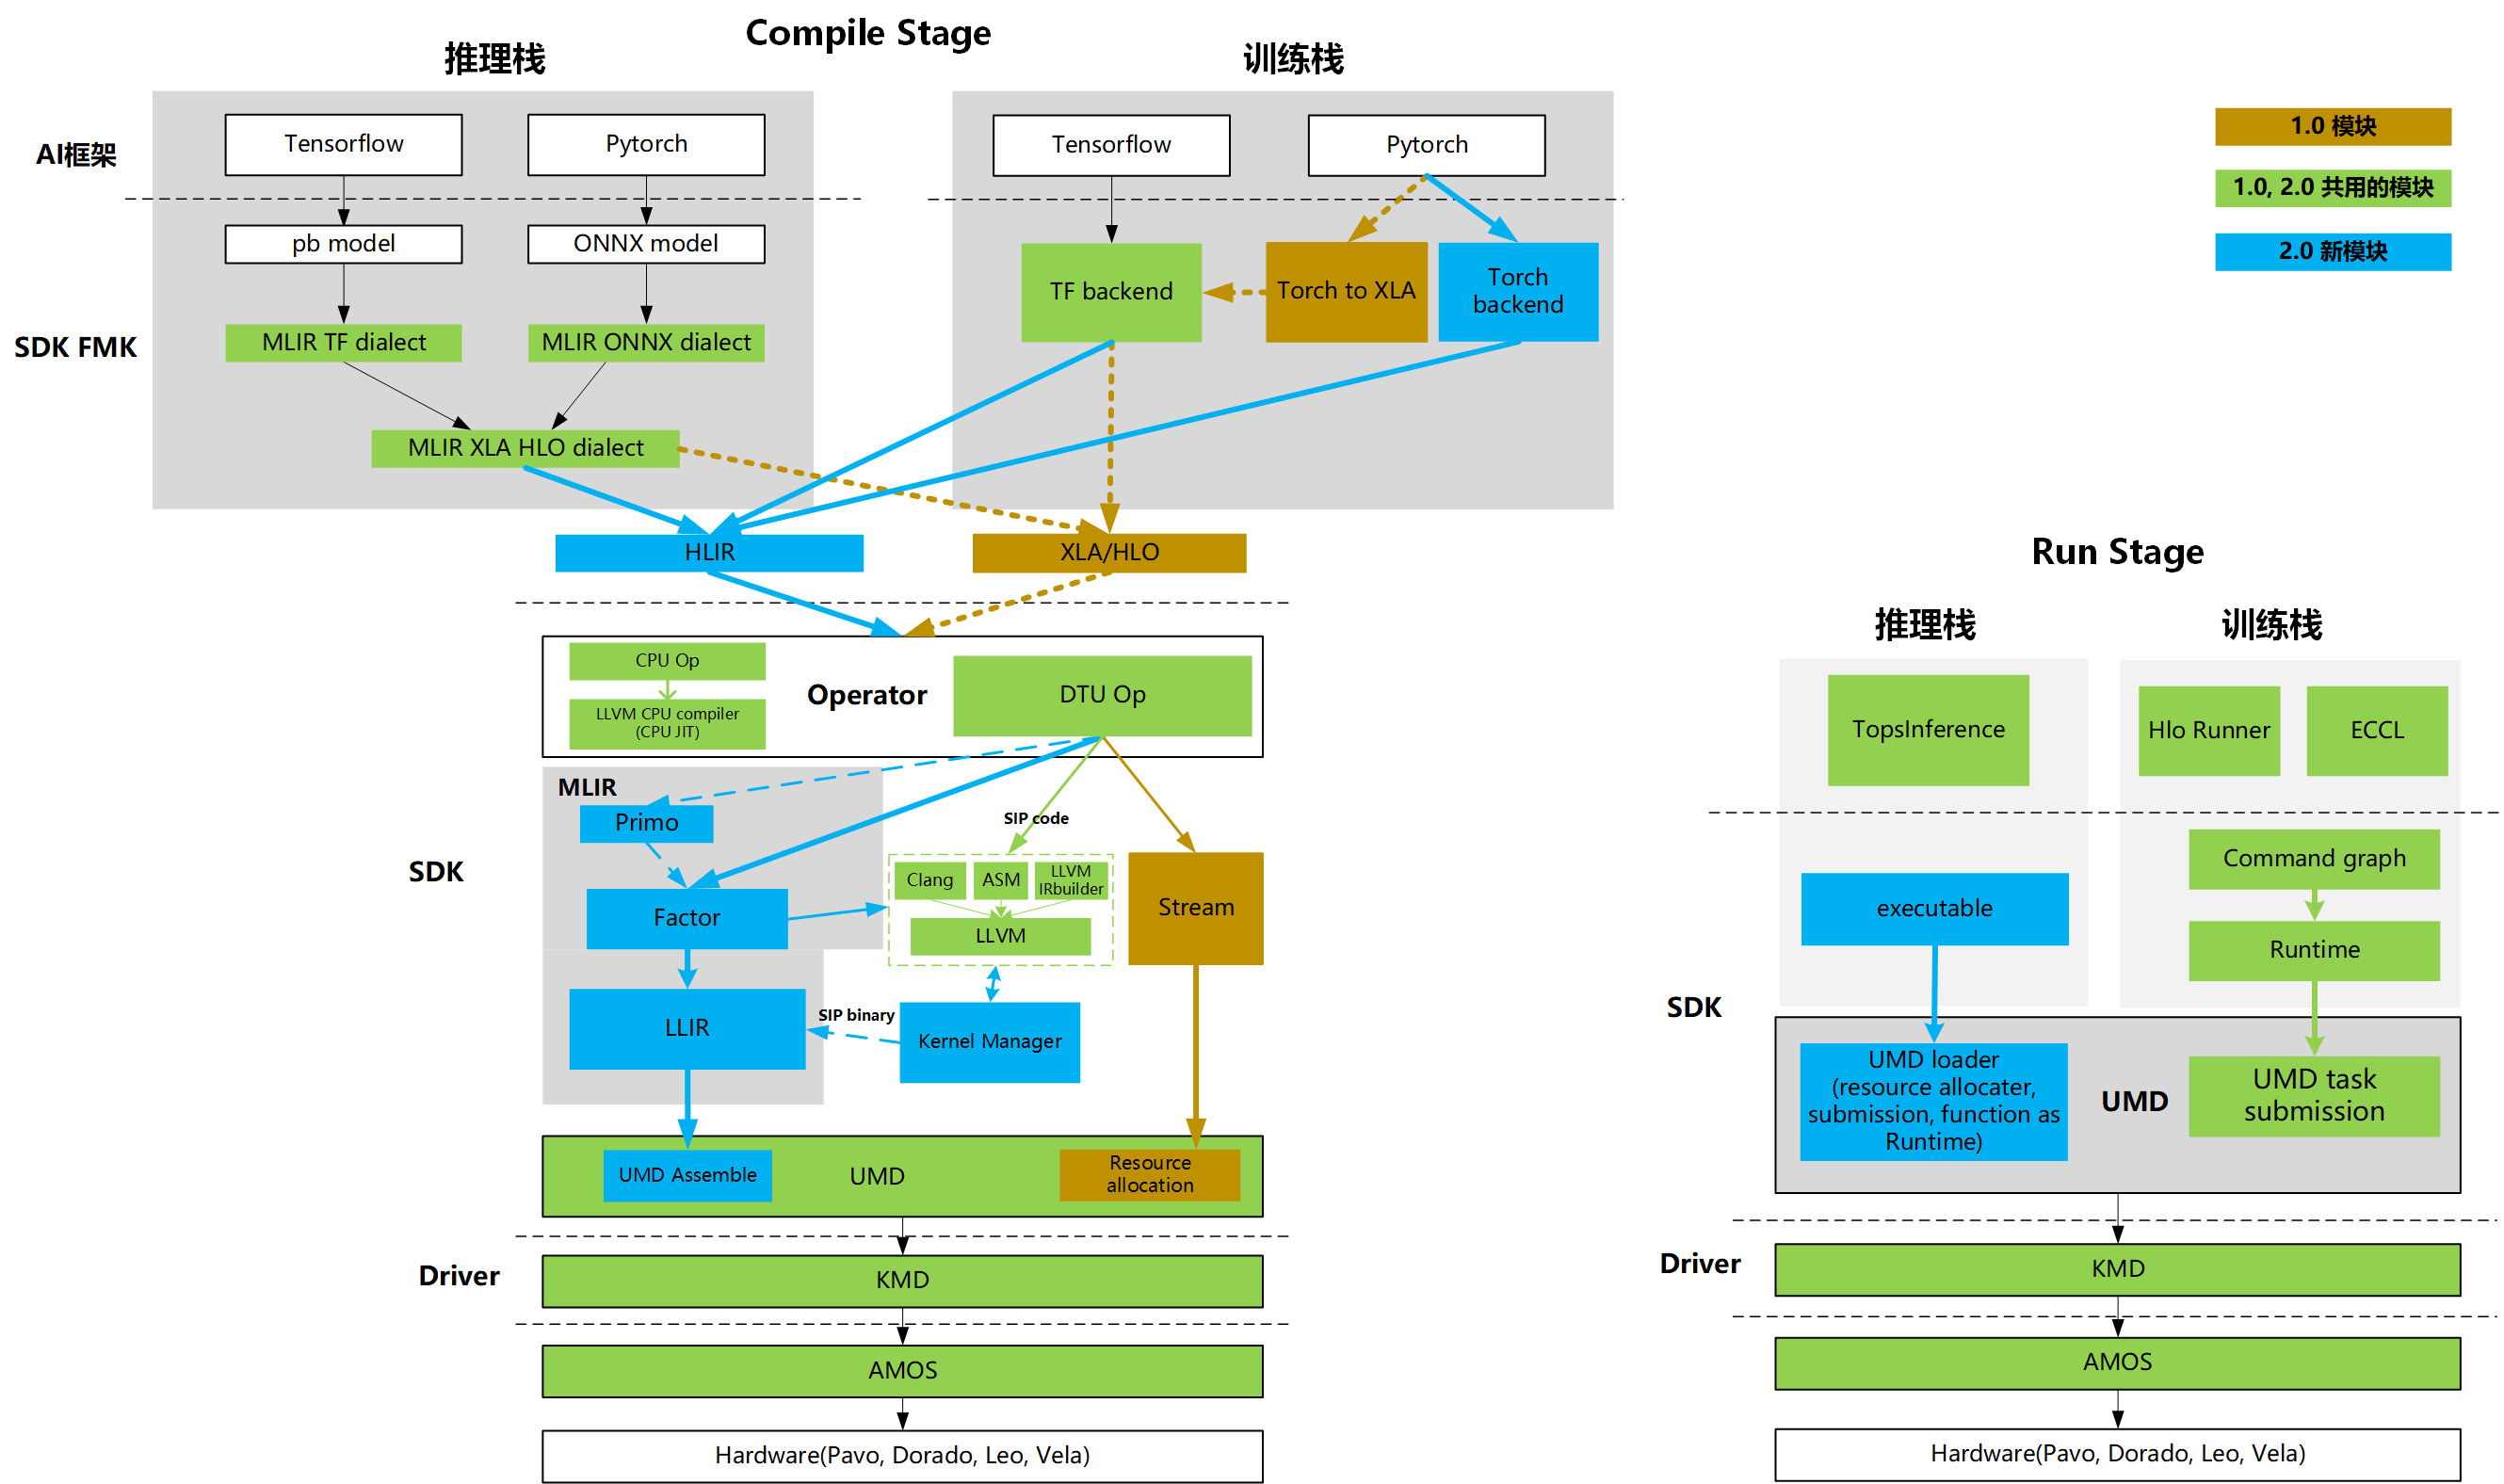 Compile Stage
推理栈
训练栈
AI框架
Tensorflow
Pytorch
Tensorflow
Pytorch
1.0 模块
1.0, 2.0 共用的模块
2.0 新模块
pb model
ONNX model
TF backend
Torch to XLA
Torch
backend
SDK FMK
MLIR TF dialect
MLIR ONNX dialect
MLIR XLA HLO dialect
HLIR
XLA/HLO
CPU Op
LLVM CPU compiler
(CPU JIT)
Operator
DTU Op
MLIR
Primo
SIP code
SDK
Factor
Clang
ASM
LLVM
IRbuilder
LLVM
Stream
LLIR
SIP binary
Kernel Manager
UMD Assemble
UMD
Resource
allocation
Driver
KMD
AMOS
Hardware(Pavo, Dorado, Leo, Vela)
Run Stage
推理栈
训练栈
TopsInference
Hlo Runner
ECCL
Command graph
executable
Runtime
SDK
UMD loader
(resource allocater,
submission, function as
Runtime)
UMD
UMD task
submission
Driver
KMD
AMOS
Hardware(Pavo, Dorado, Leo, Vela)